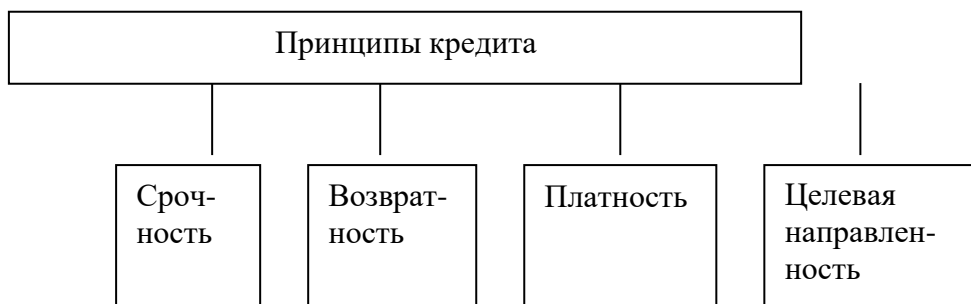 Принципы кредита
Сроч-
ность
Возврат-
ность
Платность
Целевая
направлен-
ность